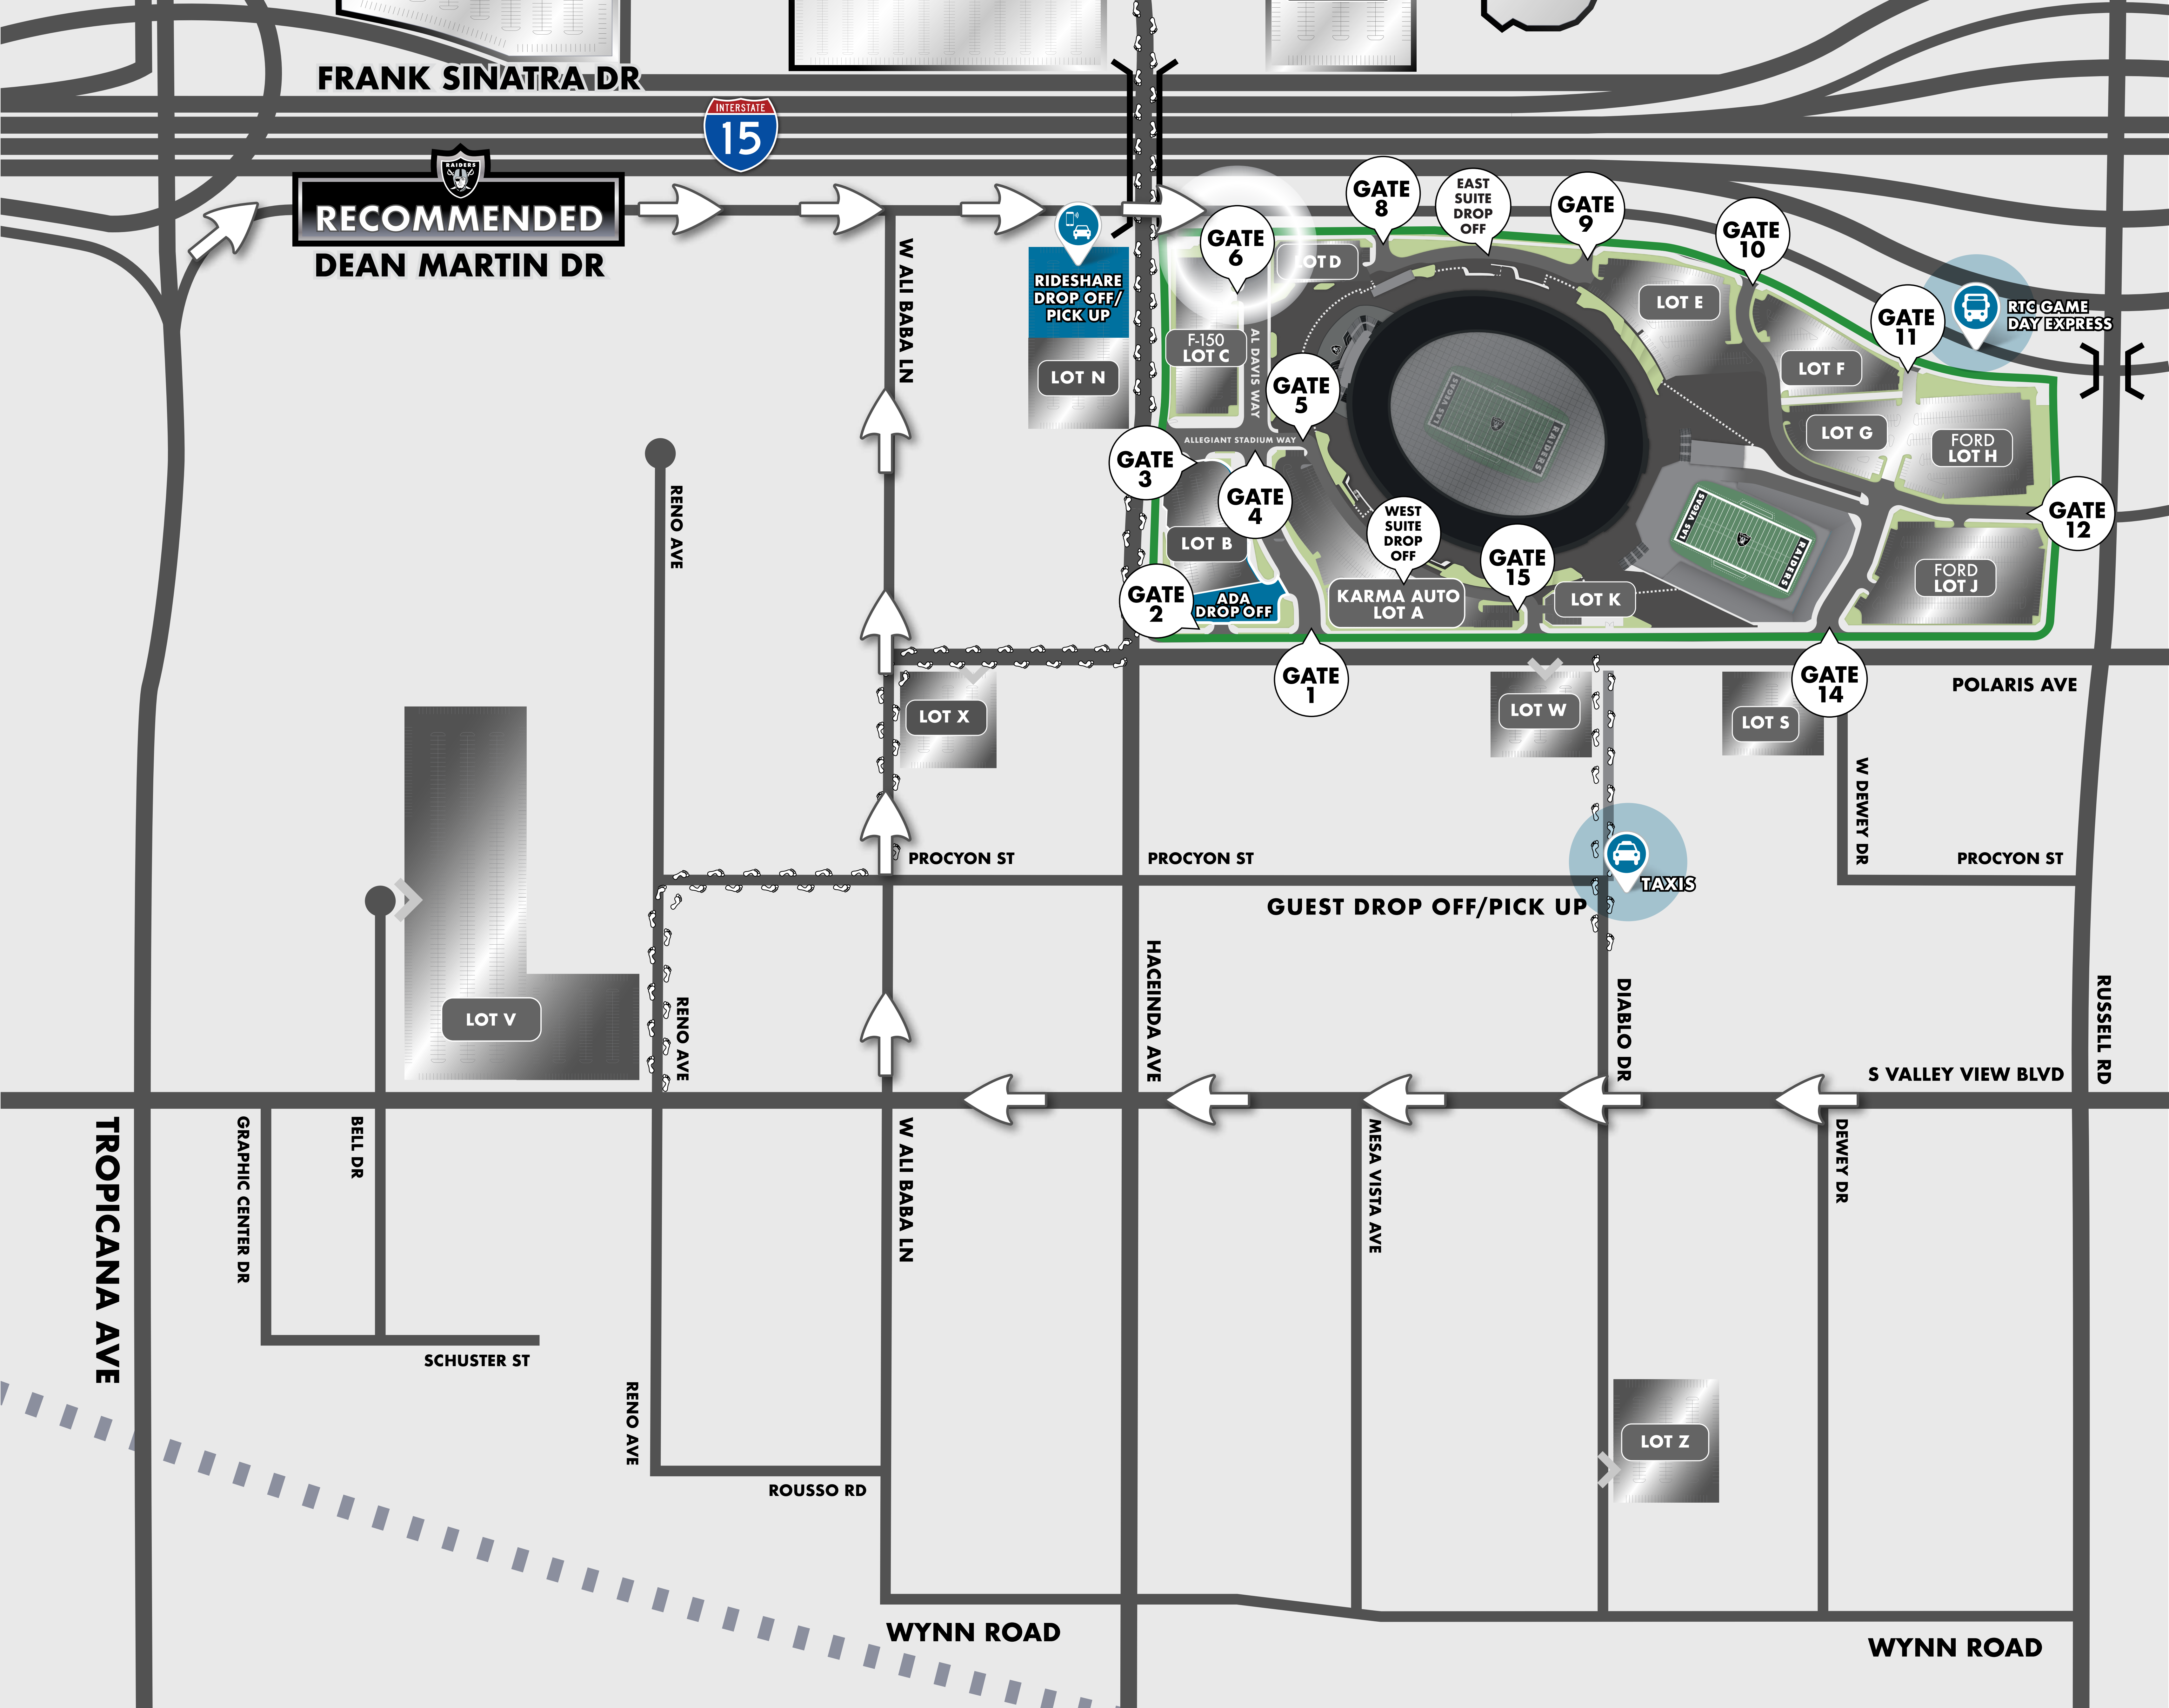 FRANK SINATRA DR
INTERSTATE
15
RAIDERS
RECOMMENDED
DEAN MARTIN DR
W ALI BABA LN
RIDESHARE
DROP OFF/
PICK UP
LOT N
GATE
6
LOT D
GATE
8
EAST
SUITE
DROP
OFF
GATE
9
GATE
10
GATE
11
RTC GAME
DAY EXPRESS
LOT E
LOT F
LOT G
FORD
LOT H
GATE
12
FORD
LOT J
F-150
LOT C
AL DAVIS WAY
GATE
5
ALLEGIANT STADIUM WAY
GATE
3
GATE
4
LAS VEGAS
RAIDERS
LAS VEGAS
RAIDERS
WEST
SUITE
DROP
OFF
GATE
15
LOT B
GATE
2
ADA
DROP OFF
KARMA AUTO
LOT A
LOT K
GATE
1
GATE
14
POLARIS AVE
RENO AVE
LOT X
LOT W
LOT S
W DEWEY DR
PROCYON ST
PROCYON ST
PROCYON ST
TAXIS
GUEST DROP OFF/PICK UP
LOT V
RENO AVE
HACEINDA AVE
DIABLO DR
RUSSELL RD
S VALLEY VIEW BLVD
TROPICANA AVE
GRAPHIC CENTER DR
BELL DR
W ALI BABA LN
MESA VISTA AVE
DEWEY DR
SCHUSTER ST
RENO AVE
ROUSSO RD
LOT Z
WYNN ROAD
WYNN ROAD